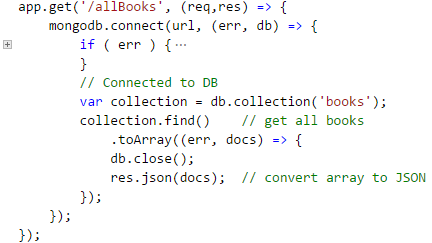 app.get('/allBooks', (req,res) => {
    mongodb.connect(url, (err, db) => {
        if ( err ) {...
        }
        // Connected to DB
        var collection = db.collection('books');
        collection.find()    // get all books
            .toArray((err, docs) => {
            db.close();
            res.json(docs);  // convert array to JSON
        });
    });
});